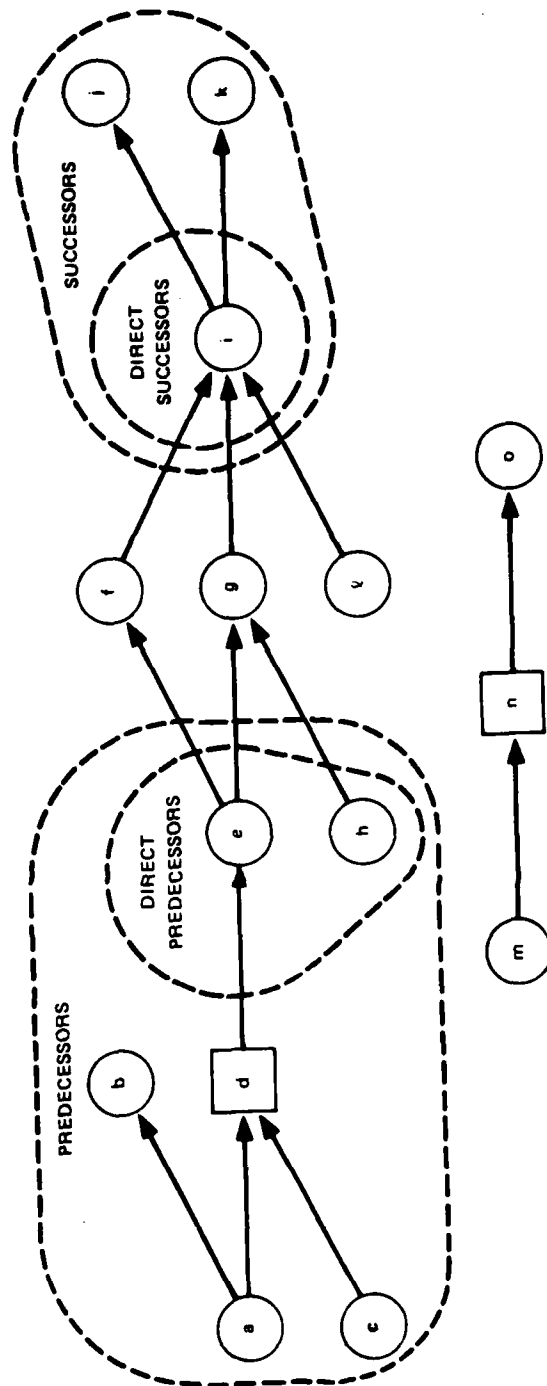 SUCCESSORS
DIRECT
SUCCESSORS
j
k
i
f
g
ℓ
PREDECESSORS
DIRECT
PREDECESSORS
b
e
d
h
a
c
m
n
o